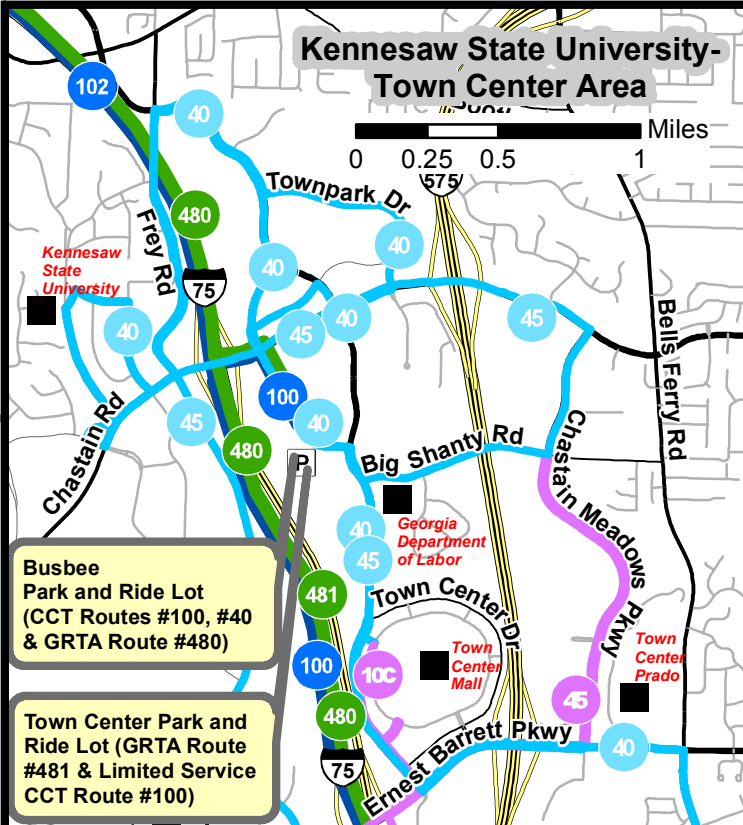 Kennesaw State University-
Town Center Area
Miles
0 0.25 0.5 1
575
102
40
Townpark Dr
480
Frey Rd
40
Kennesaw
State
University
40
75
40
45
40
45
40
Bells Ferry Rd
100
Chastain Rd
45
40
480
Big Shanty Rd
Chastain Meadows Pkwy
P
Georgia
Department
of Labor
40
45
Busbee
Park and Ride Lot
(CCT Routes #100, #40
& GRTA Route #480)
481
Town Center Dr
100
10C
Town
Center
Mall
Town
Center
Prado
45
480
Town Center Park and
Ride Lot (GRTA Route
#481 & Limited Service
CCT Route #100)
75
Ernest Barrett Pkwy
40